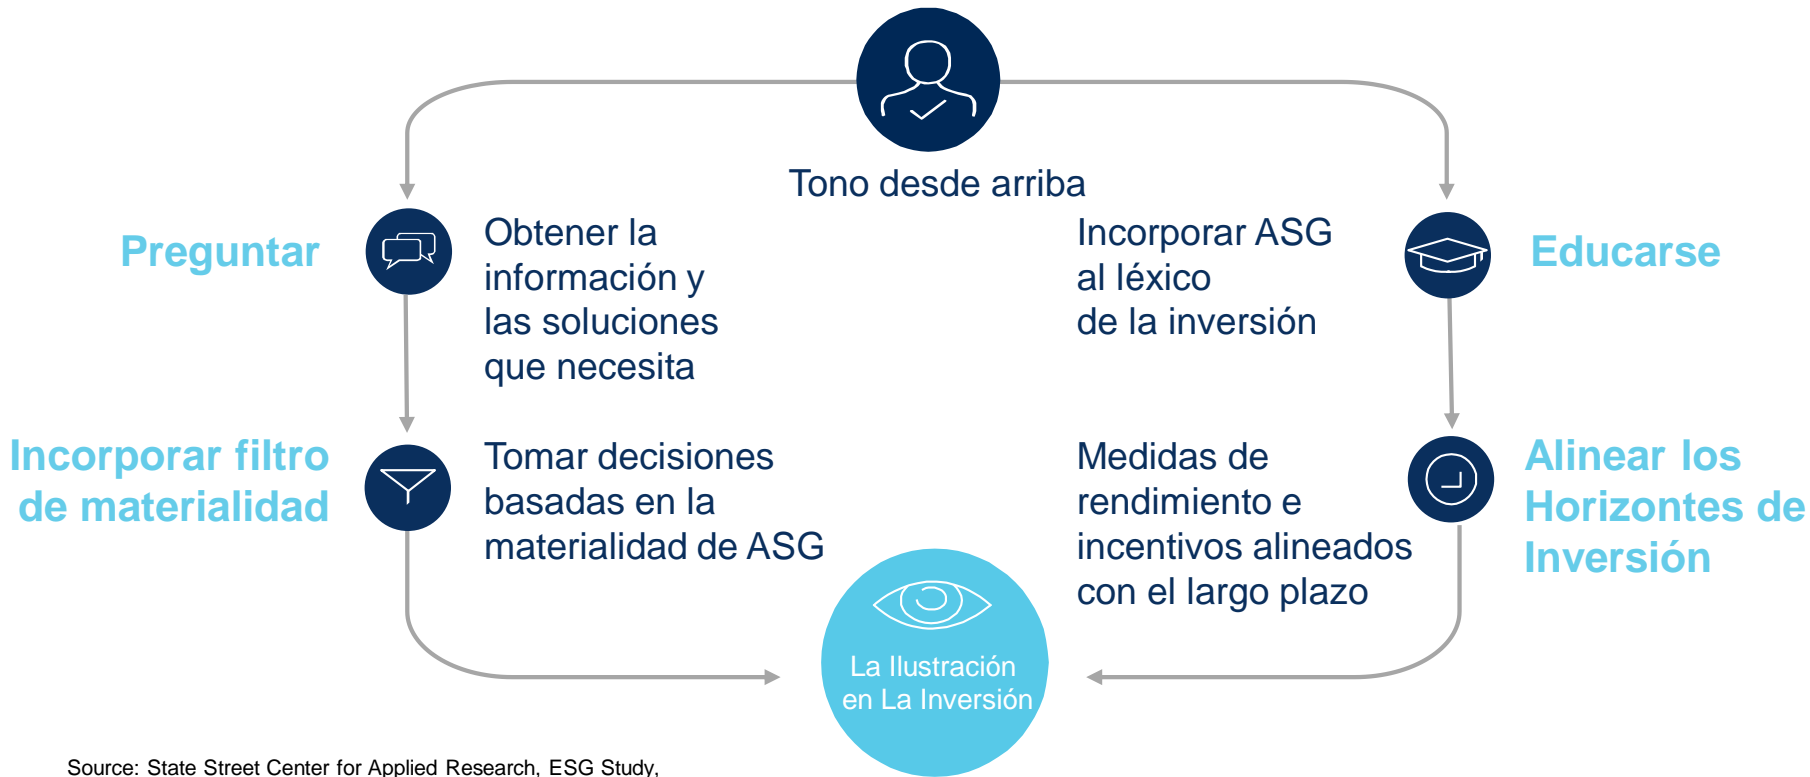 Tono desde arriba
Preguntar
Obtener la
información y
las soluciones
que necesita
Incorporar ASG
al léxico
de la inversión
Educarse
Incorporar filtro
de materialidad
Tomar decisiones
basadas en la
materialidad de ASG
Medidas de
rendimiento e
incentivos alineados
con el largo plazo
Alinear los
Horizontes de
Inversión
La Ilustración
en La Inversión
Source: State Street Center for Applied Research, ESG Study,